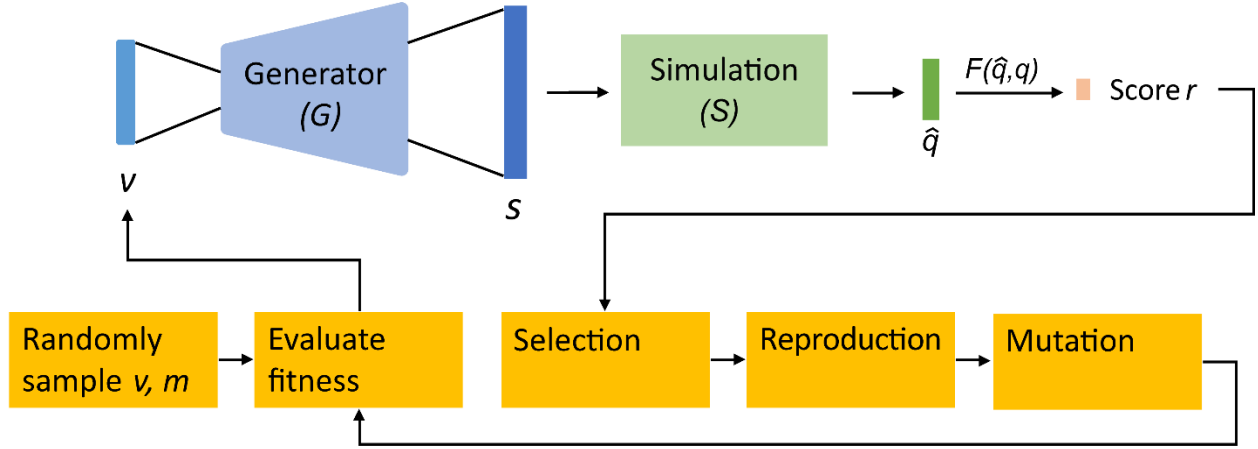 Generator
(G)
v
s
Simulation
(S)
q̂
F(q̂,q)
Score r
Randomly
sample v, m
Evaluate
fitness
Selection
Reproduction
Mutation